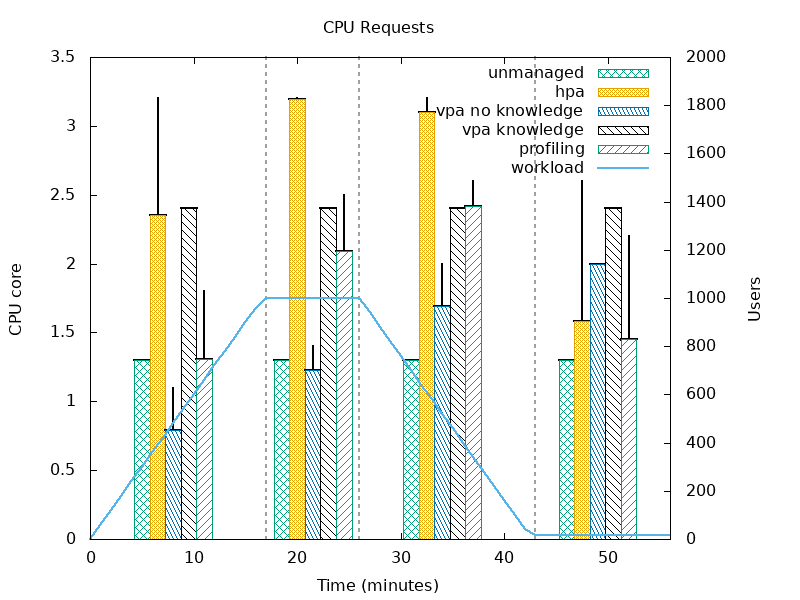 CPU Requests
3.5
3
2.5
2
1.5
1
0.5
0
CPU core
unmanaged
hpa
vpa no knowledge
vpa knowledge
profiling
workload
2000
1800
1600
1400
1200
1000
800
600
400
200
0
Users
0 10 20 30 40 50
Time (minutes)